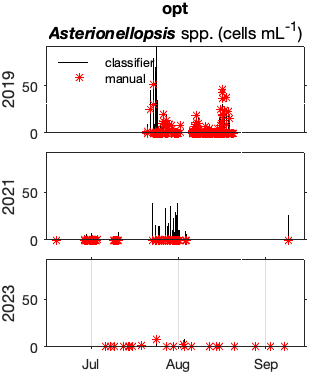 opt
Asterionellopsis spp. (cells mL⁻¹)
classifier
manual
2019
50
0
2021
50
0
2023
50
0
Jul Aug Sep